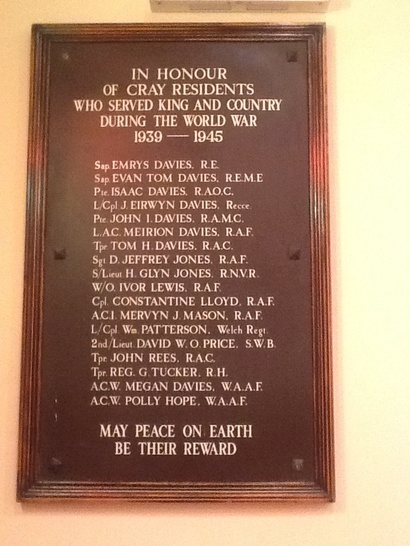 IN HONOUR
OF CRAY RESIDENTS
WHO SERVED KING AND COUNTRY
DURING THE WORLD WAR
1939 — 1945
Sap. EMRYS DAVIES, R.E.
Sap. EVAN TOM DAVIES, R.E.M.E
Pte. ISAAC DAVIES, R.A.O.C.
L/Cpl J. EIRWYN DAVIES, Recce.
Pte. JOHN I. DAVIES, R.A.M.C.
L.A.C. MEIRION DAVIES, R.A.F.
Tpr. TOM H. DAVIES, R.A.C.
Sgt. D. JEFFREY JONES, R.A.F.
S/Lieut. H. GLYN JONES, R.N.V.R.
W/O. IVOR LEWIS, R.A.F.
Cpl. CONSTANTINE LLOYD, R.A.F.
A.C.1. MERVYN J. MASON, R.A.F.
L/Cpl. Wm. PATTERSON, Welch Regt.
2nd/Lieut. DAVID W. O. PRICE, S.W.B.
Tpr. JOHN REES, R.A.C.
Tpr. REG. G. TUCKER, R.H.
A.C.W. MEGAN DAVIES, W.A.A.F.
A.C.W. POLLY HOPE, W.A.A.F.
MAY PEACE ON EARTH
BE THEIR REWARD